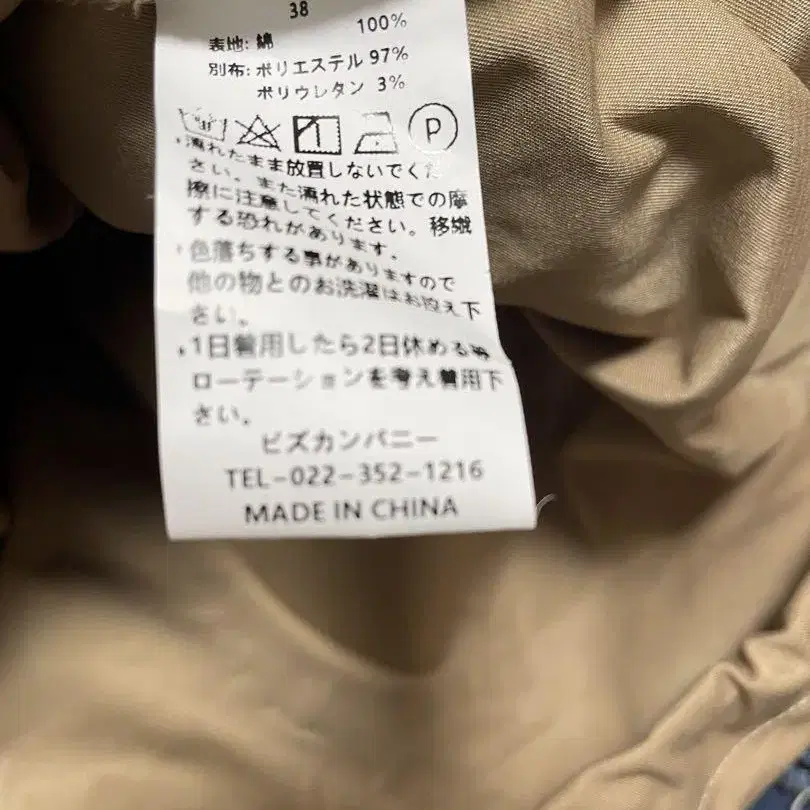 38
表地: 綿 100%
別布: ポリエステル 97%
ポリウレタン 3%
P
・濡れたまま放置しないでくだ
さい。また濡れた状態での摩
擦に注意してください。移繊
する恐れがあります。
・色落ちする事がありますので
他の物とのお洗濯はお控え下
さい。
・1日着用したら2日休める等
ローテーションを考え着用下
さい。
ビズカンパニー
TEL-022-352-1216
MADE IN CHINA